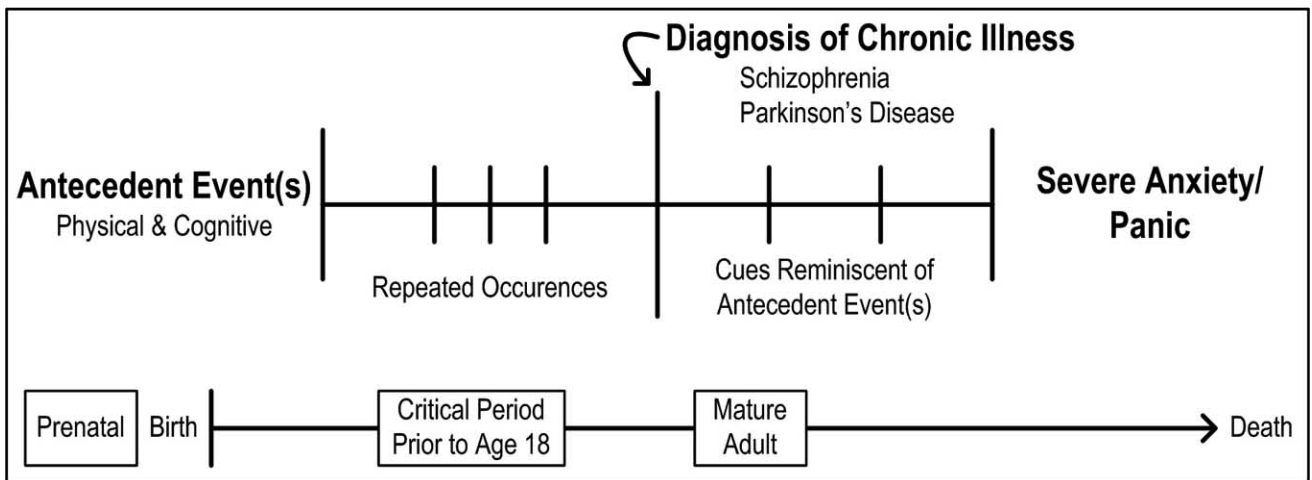 Diagnosis of Chronic Illness
Schizophrenia
Parkinson's Disease
Antecedent Event(s)
Physical & Cognitive
Severe Anxiety/
Panic
Repeated Occurences
Cues Reminiscent of
Antecedent Event(s)
Prenatal
Birth
Critical Period
Prior to Age 18
Mature
Adult
Death